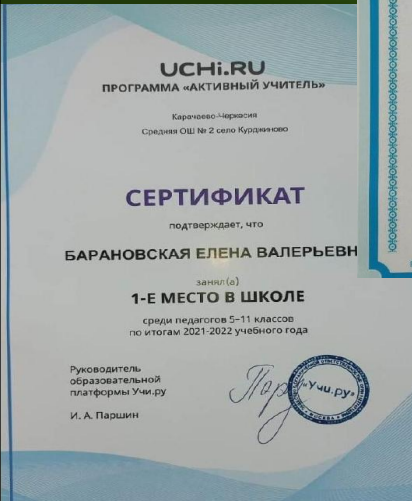 UCHi.RU
ПРОГРАММА «АКТИВНЫЙ УЧИТЕЛЬ»
Карачаево-Черкесия
Средняя ОШ № 2 село Курджиново
СЕРТИФИКАТ
подтверждает, что
БАРАНОВСКАЯ ЕЛЕНА ВАЛЕРЬЕВН
занял(а)
1-Е МЕСТО В ШКОЛЕ
среди педагогов 5–11 классов
по итогам 2021-2022 учебного года
Руководитель
образовательной
платформы Учи.ру
И. А. Паршин
«Учи.ру»
МОСКВА